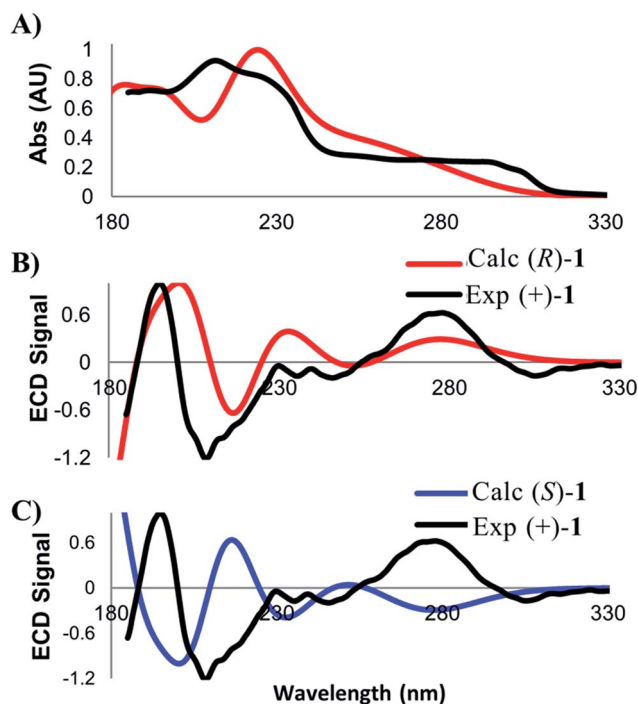 A)
Abs (AU)
1
0.8
0.6
0.4
0.2
0
180 230 280 330
B)
Calc (R)-1
Exp (+)-1
ECD Signal
0.6
0
-0.6
-1.2
180 230 280 330
C)
Calc (S)-1
Exp (+)-1
ECD Signal
0.6
0
-0.6
-1.2
180 230 280 330
Wavelength (nm)